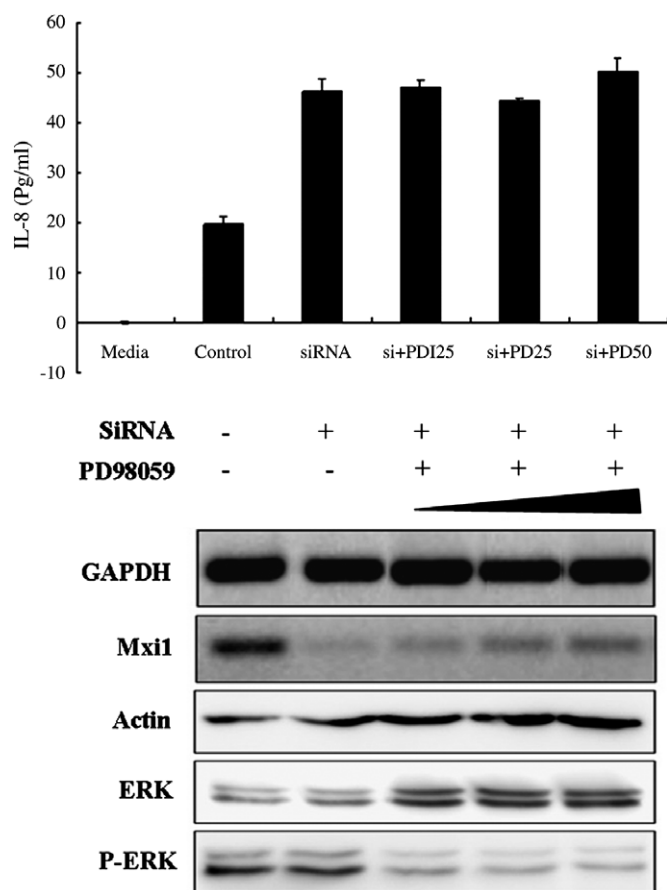 60
50
40
30
20
10
0
-10
IL-8 (Pg/ml)
Media Control siRNA si+PDI25 si+PD25 si+PD50
SiRNA - + + + +
PD98059 - - + + +
GAPDH
Mxi1
Actin
ERK
P-ERK